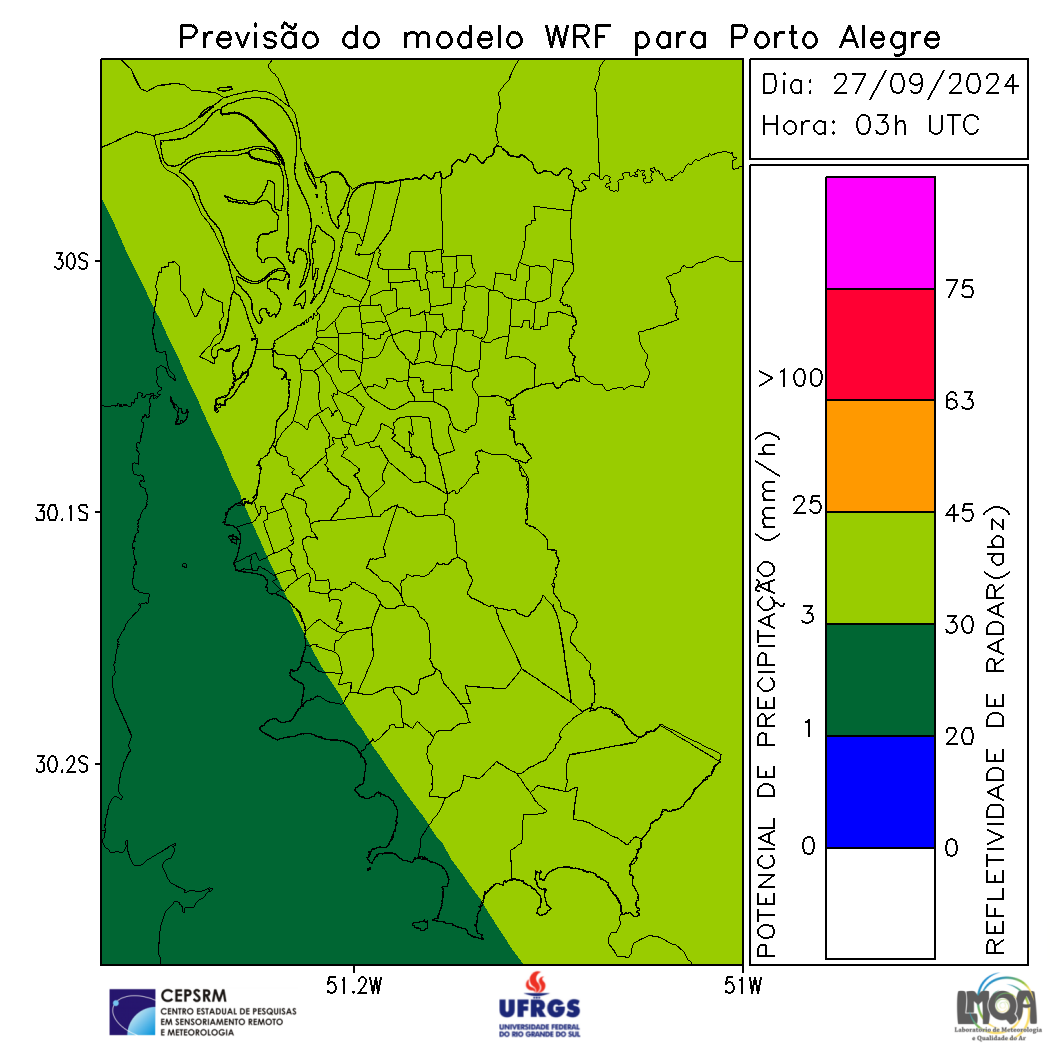 Previsão do modelo WRF para Porto Alegre
Dia: 27/09/2024
Hora: 03h UTC
30S
30.1S
30.2S
51.2W
51W
POTENCIAL DE PRECIPITAÇÃO (mm/h)
>100
25
3
1
0
75
63
45
30
20
0
REFLETIVIDADE DE RADAR(dbz)
CEPSRM
CENTRO ESTADUAL DE PESQUISAS
EM SENSORIAMENTO REMOTO
E METEOROLOGIA
UFRGS
UNIVERSIDADE FEDERAL
DO RIO GRANDE DO SUL
LMQA
Laboratório de Meteorologia
e Qualidade do Ar